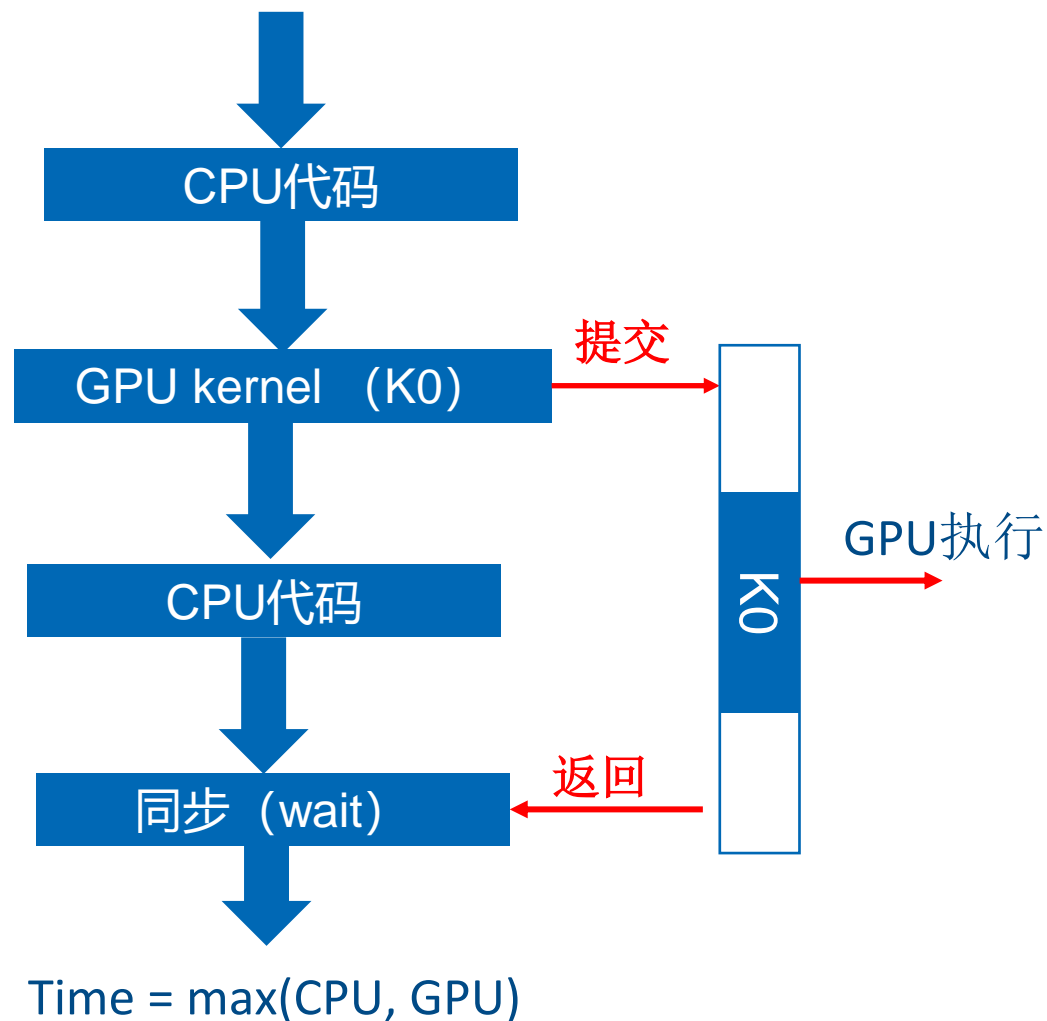 CPU代码
GPU kernel （K0）
提交
K0
GPU执行
CPU代码
返回
同步（wait）
Time = max(CPU, GPU)